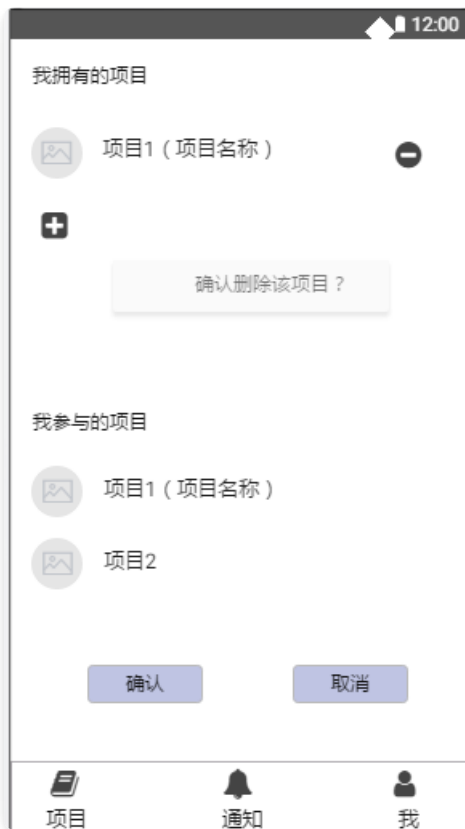 12:00
我拥有的项目
项目1（项目名称）
确认删除该项目？
我参与的项目
项目1（项目名称）
项目2
确认 取消
项目 通知 我